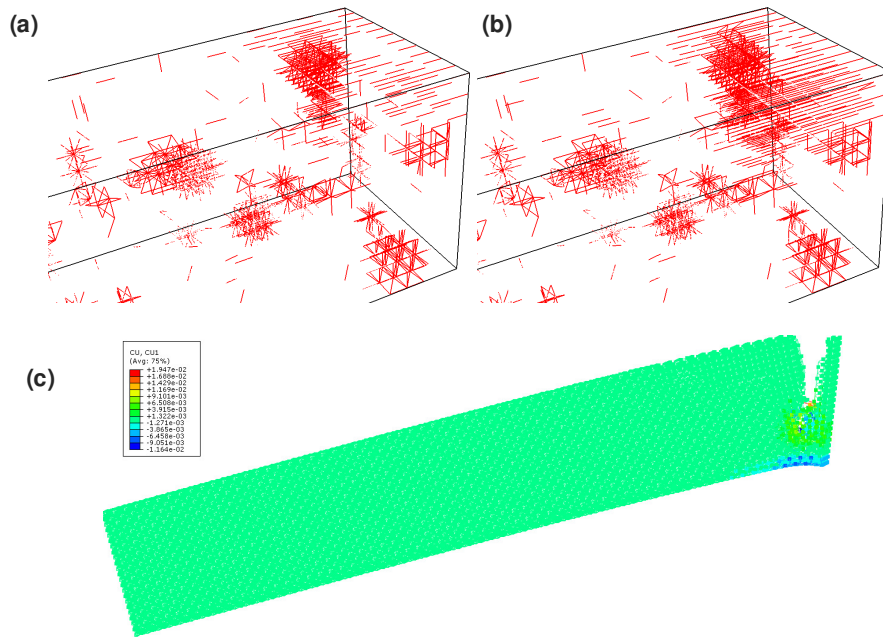 (a)
(b)
(c)
CU, CU1
(Avg: 75%)
+1.947e-02
+1.688e-02
+1.429e-02
+1.169e-02
+9.101e-03
+6.508e-03
+3.915e-03
+1.322e-03
-1.271e-03
-3.865e-03
-6.458e-03
-9.051e-03
-1.164e-02